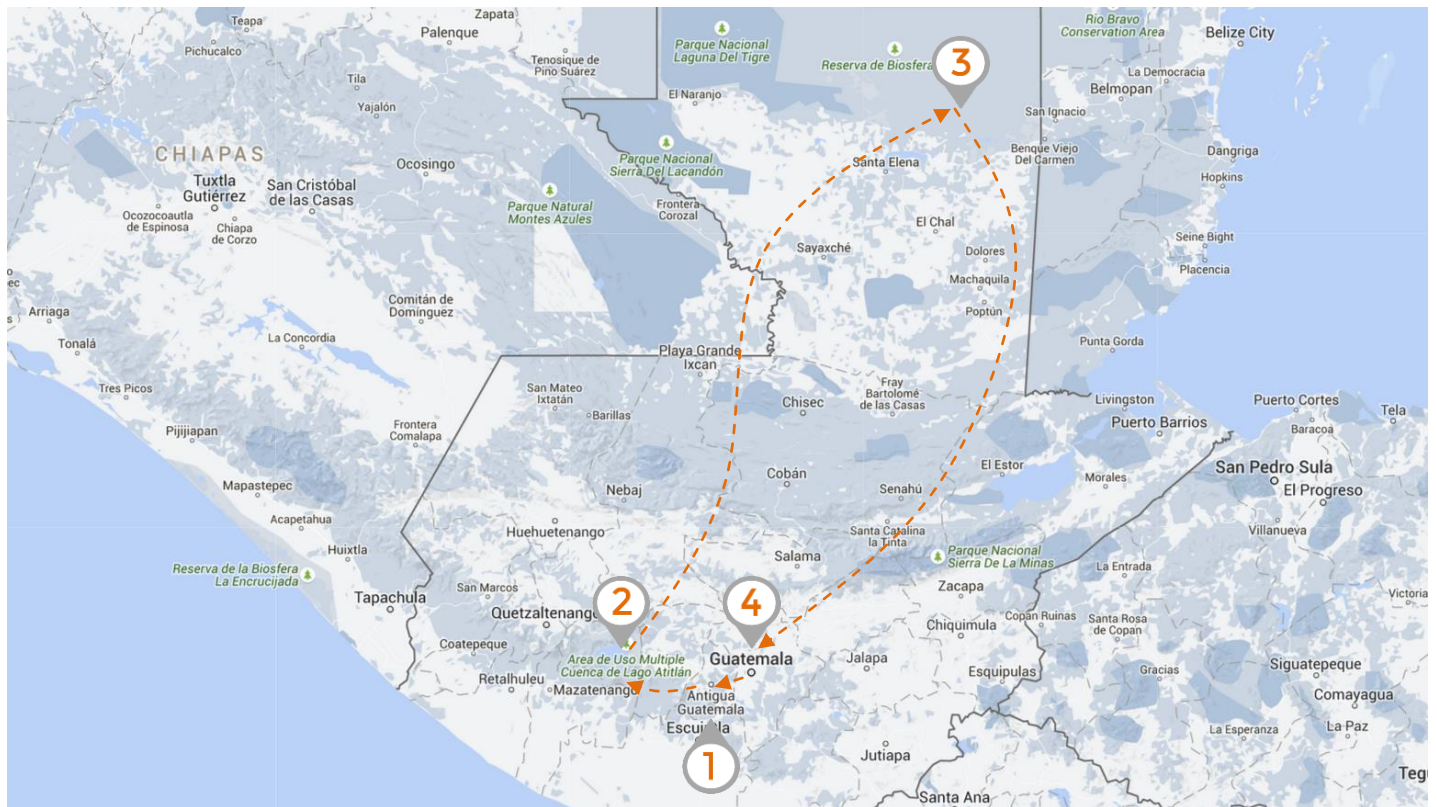 Zapata
Teapa
Palenque
Pichucalco
Tenosique de
Pino Suárez
Parque Nacional
Laguna Del Tigre
Reserva de Biosfera
3
Rio Bravo
Conservation Area
Belize City
Tila
Yajalón
El Naranjo
La Democracia
Belmopan
San Ignacio
CHIAPAS
Ocosingo
Parque Nacional
Sierra Del Lacandón
Santa Elena
Benque Viejo
Del Carmen
Dangriga
Hopkins
Tuxtla
Gutiérrez
San Cristóbal
de las Casas
Parque Natural
Montes Azules
Frontera
Corozal
Ocozocoautla
de Espinosa
Chiapa
de Corzo
El Chal
Sayaxché
Dolores
Seine Bight
Placencia
Machaquila
Poptún
o
ec
Arriaga
s
Comitán de
Domínguez
La Concordia
Tonalá
Punta Gorda
Playa Grande
Ixcan
Tres Picos
San Mateo
Ixtatán
Barillas
Chisec
Fray
Bartolomé
de las Casas
Livingston
Puerto Barrios
Puerto Cortes
Baracoa
Tela
Pijijiapan
Frontera
Comalapa
Mapastepec
Nebaj
Cobán
Senahú
El Estor
Morales
San Pedro Sula
El Progreso
Acapetahua
Huixtla
Huehuetenango
Santa Catalina
la Tinta
Villanueva
Reserva de la Biosfera
La Encrucijada
Salama
Parque Nacional
Sierra De La Minas
La Entrada
Tapachula
San Marcos
Quetzaltenango
2
4
Zacapa
Victoria
Chiquimula
Copán Ruinas
Santa Rosa
de Copan
Coatepeque
Area de Uso Multiple
Cuenca de Lago Atitlán
Guatemala
Jalapa
Esquipulas
Gracias
Siguatepeque
Retalhuleu
Mazatenango
Antigua
Guatemala
Comayagua
La Paz
La Esperanza
1
Jutiapa
Santa Ana
Teg